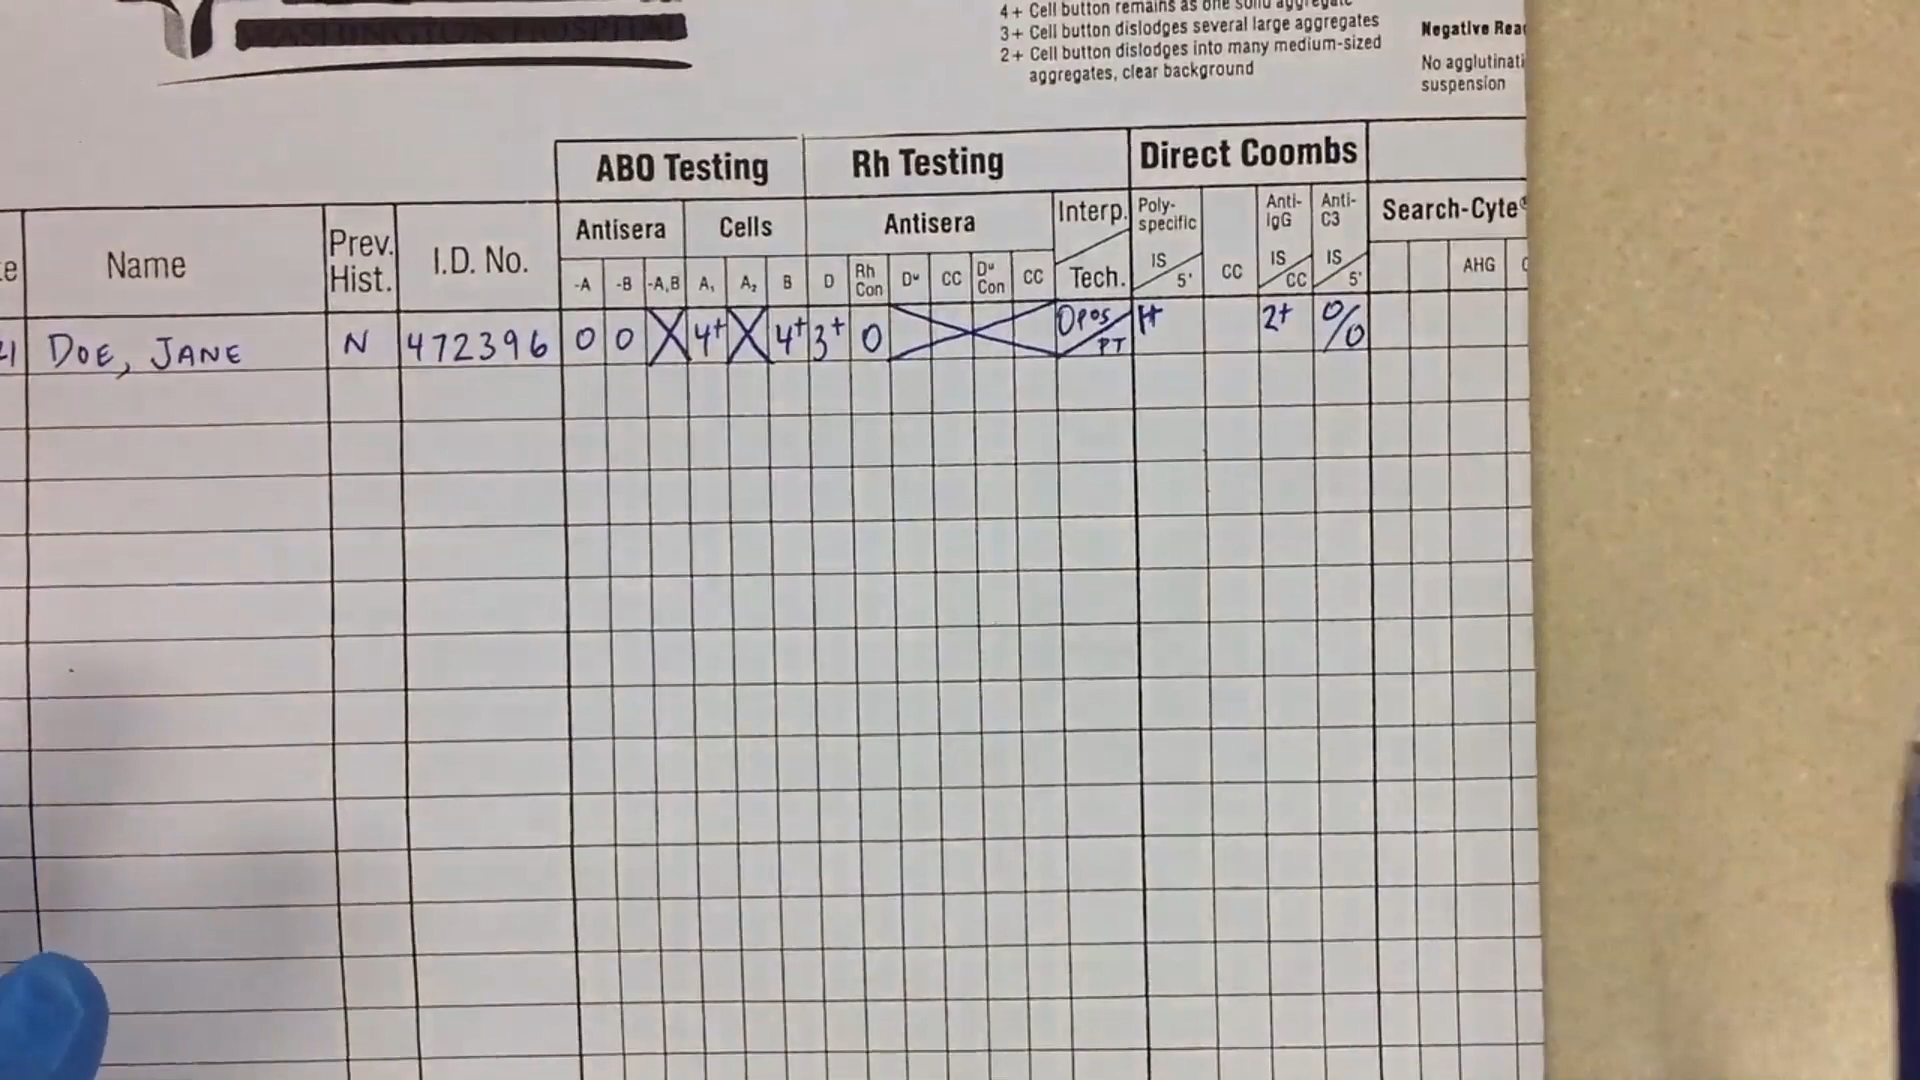 4+ Cell button remains as one solid aggregate
3+ Cell button dislodges several large aggregates
2+ Cell button dislodges into many medium-sized
aggregates, clear background
Negative Rea
No agglutinati
suspension
ABO Testing Rh Testing Direct Coombs
Name Prev. Hist. I.D. No. Antisera Cells Antisera Interp. Tech. Poly-specific IS 5' CC Anti-IgG IS CC Anti-C3 IS 5' Search-Cyte
-A -B -A,B A₁ A₂ B D Rh Con Dᵘ CC Dᵘ Con CC AHG
DOE, JANE N 472396 0 0 X 4+ X 4+ 3+ 0 O pos PT 1+ 2+ 0/0